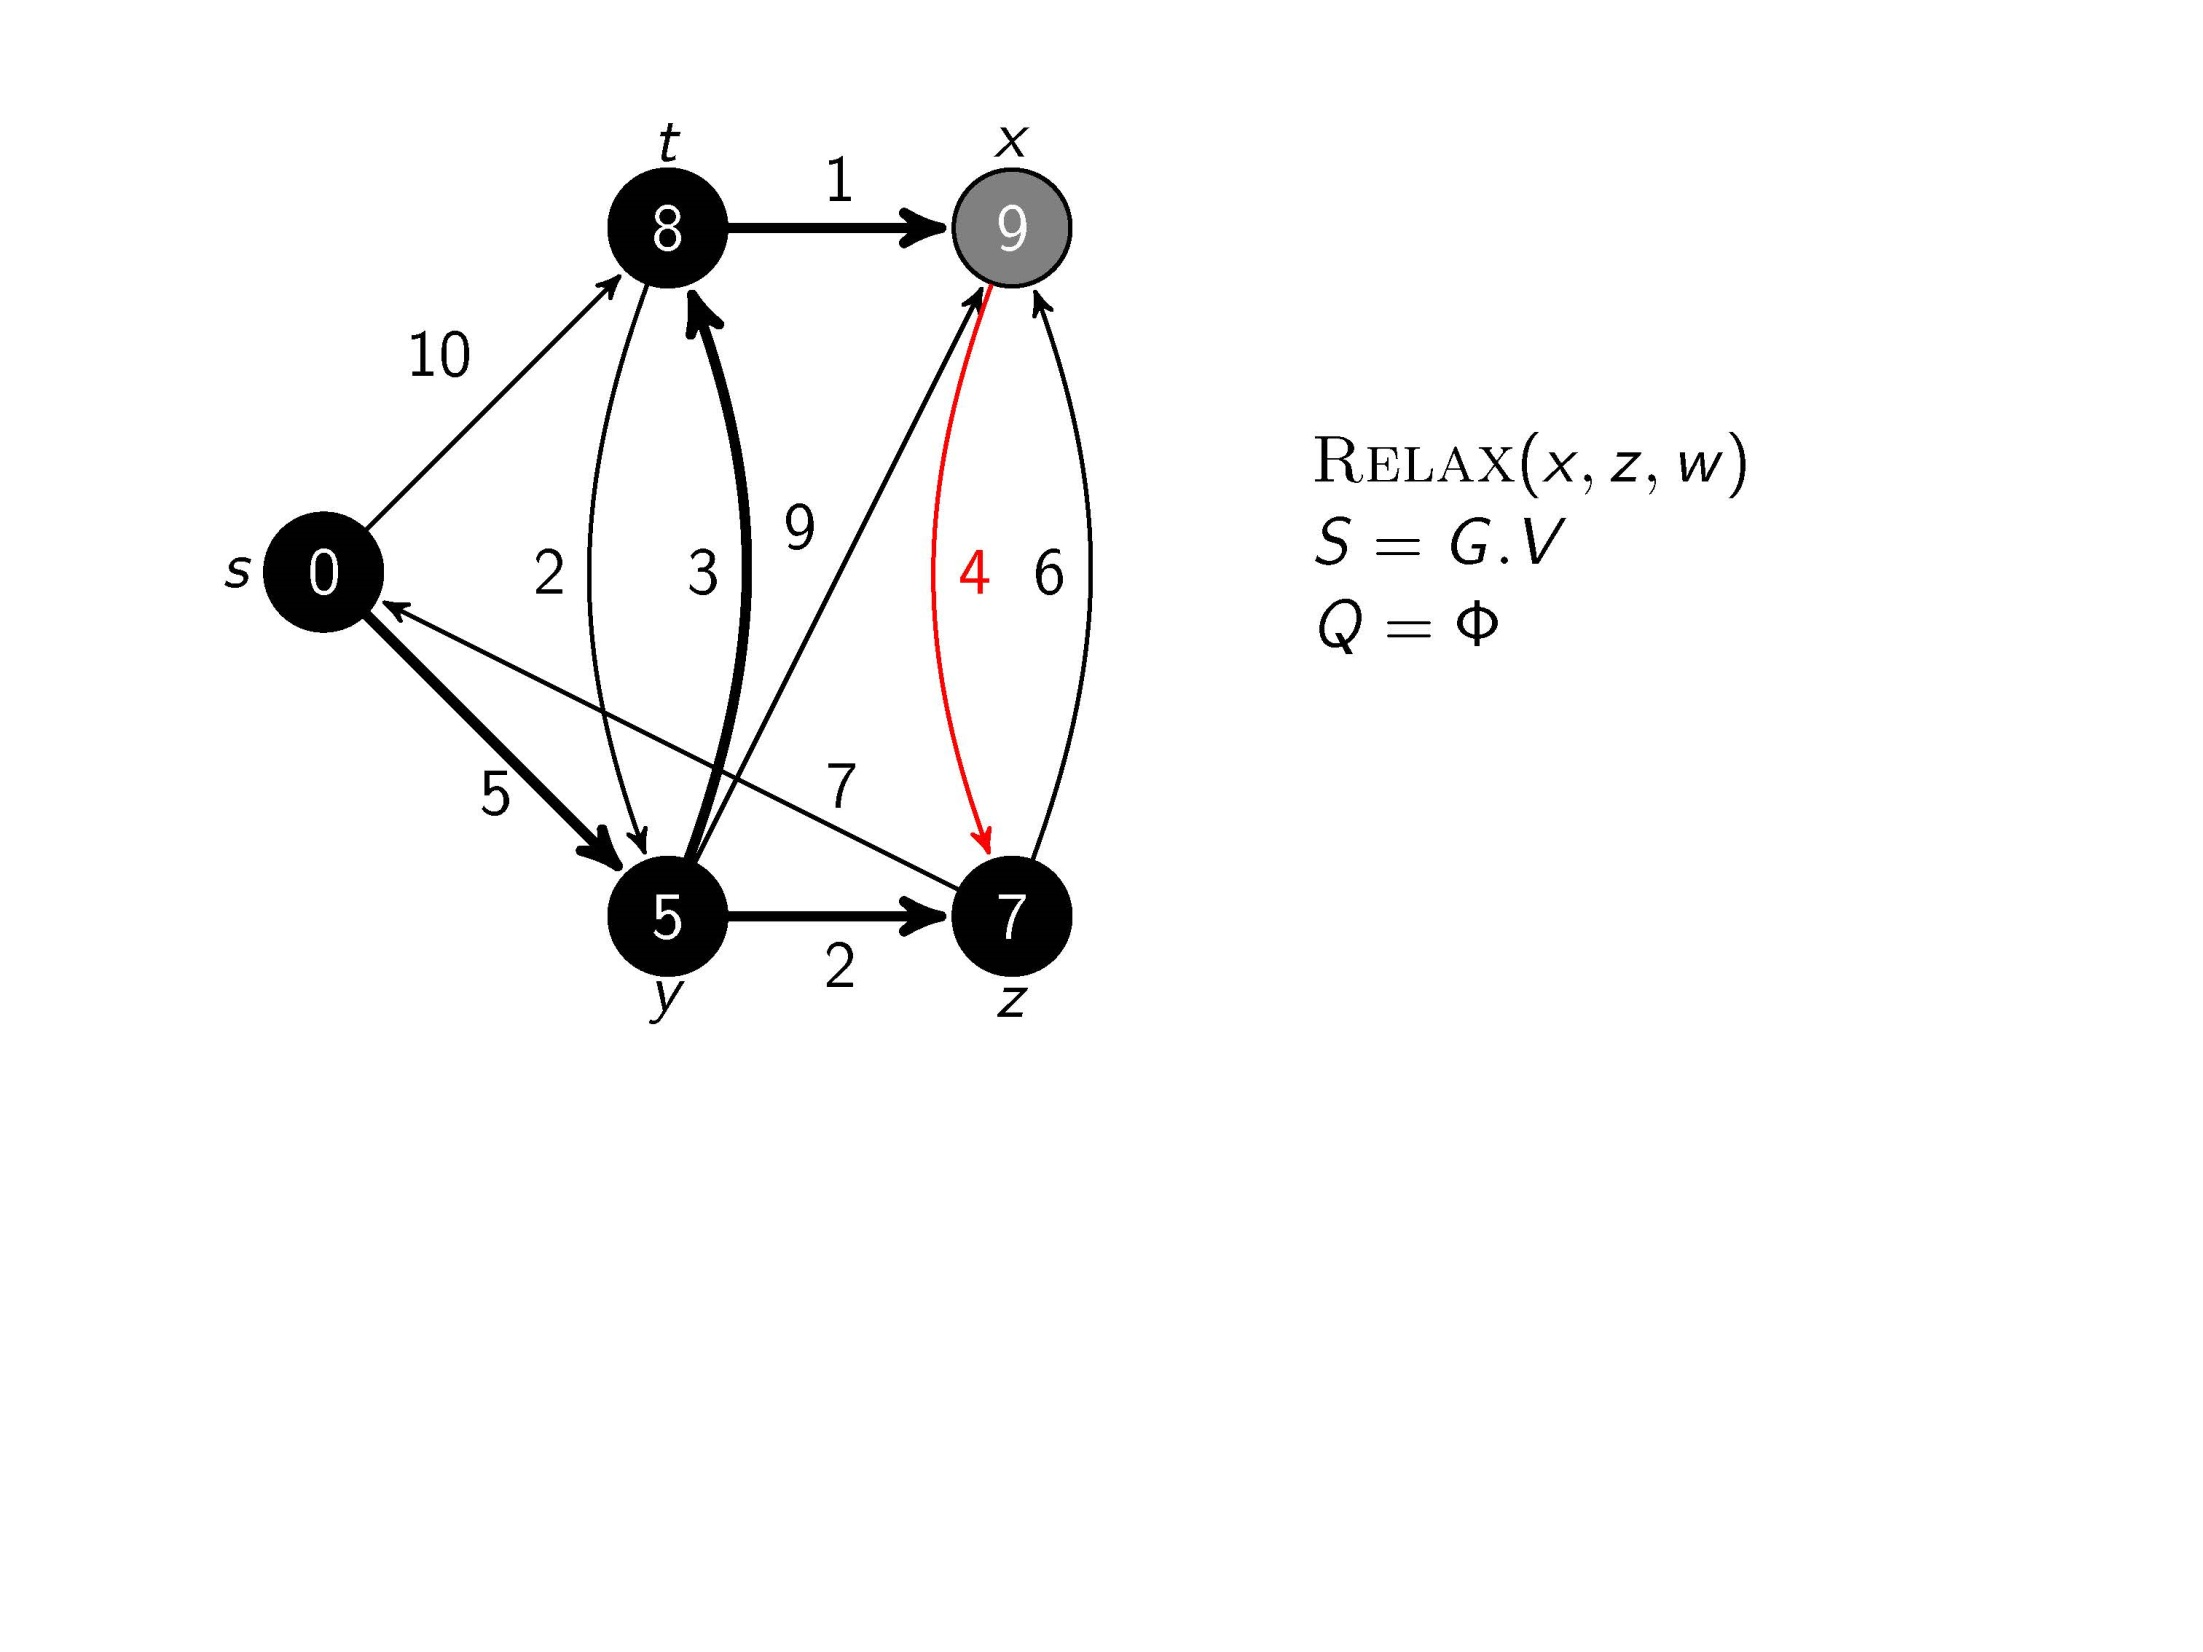 t
x
1
8
9
10
9
s
0
2
3
4
6
5
7
5
7
2
y
z
RELAX(x, z, w)
S = G.V
Q = Φ